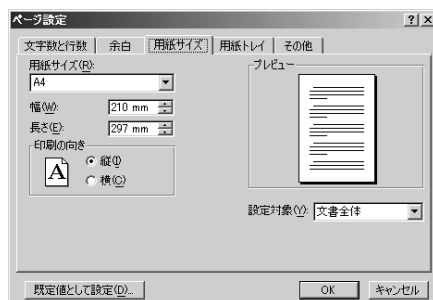 ページ設定
文字数と行数 余白 用紙サイズ 用紙トレイ その他
用紙サイズ(R):
A4
幅(W): 210 mm
長さ(E): 297 mm
印刷の向き
A
縦(I)
横(C)
プレビュー
設定対象(Y): 文書全体
既定値として設定(D)...
OK キャンセル